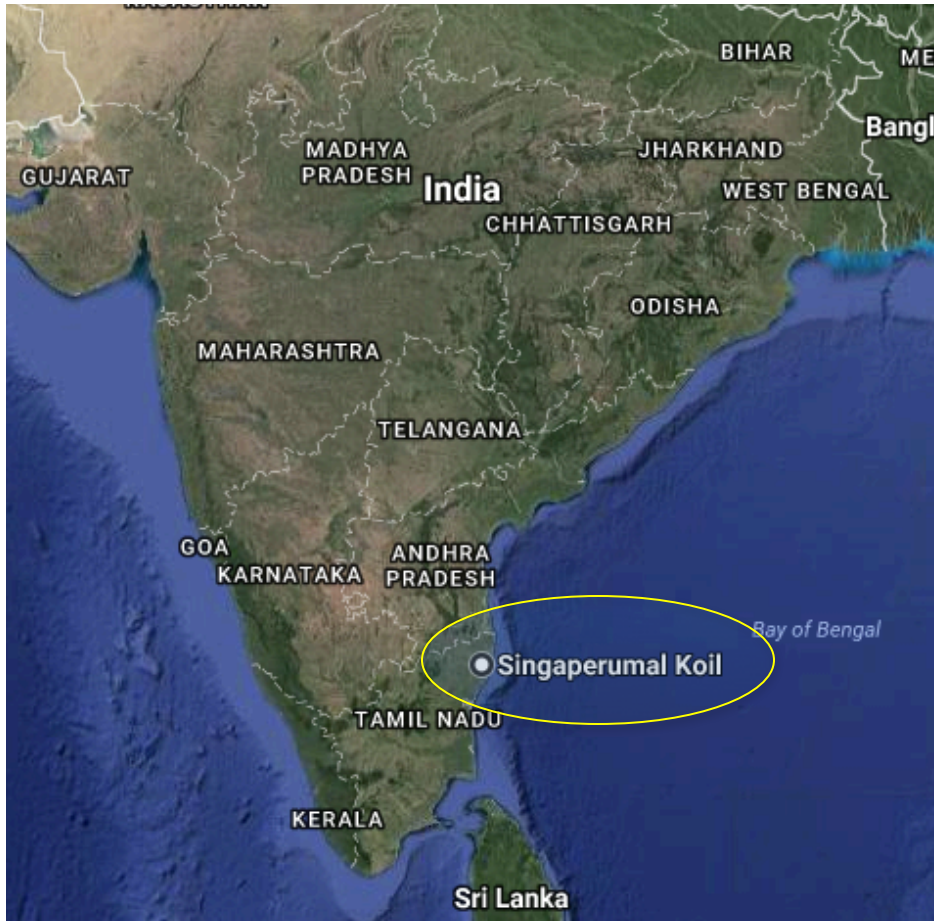 BIHAR
ME
Bangl
MADHYA
PRADESH
JHARKHAND
GUJARAT
India
WEST BENGAL
CHHATTISGARH
ODISHA
MAHARASHTRA
TELANGANA
GOA
ANDHRA
PRADESH
KARNATAKA
Bay of Bengal
Singaperumal Koil
TAMIL NADU
KERALA
Sri Lanka